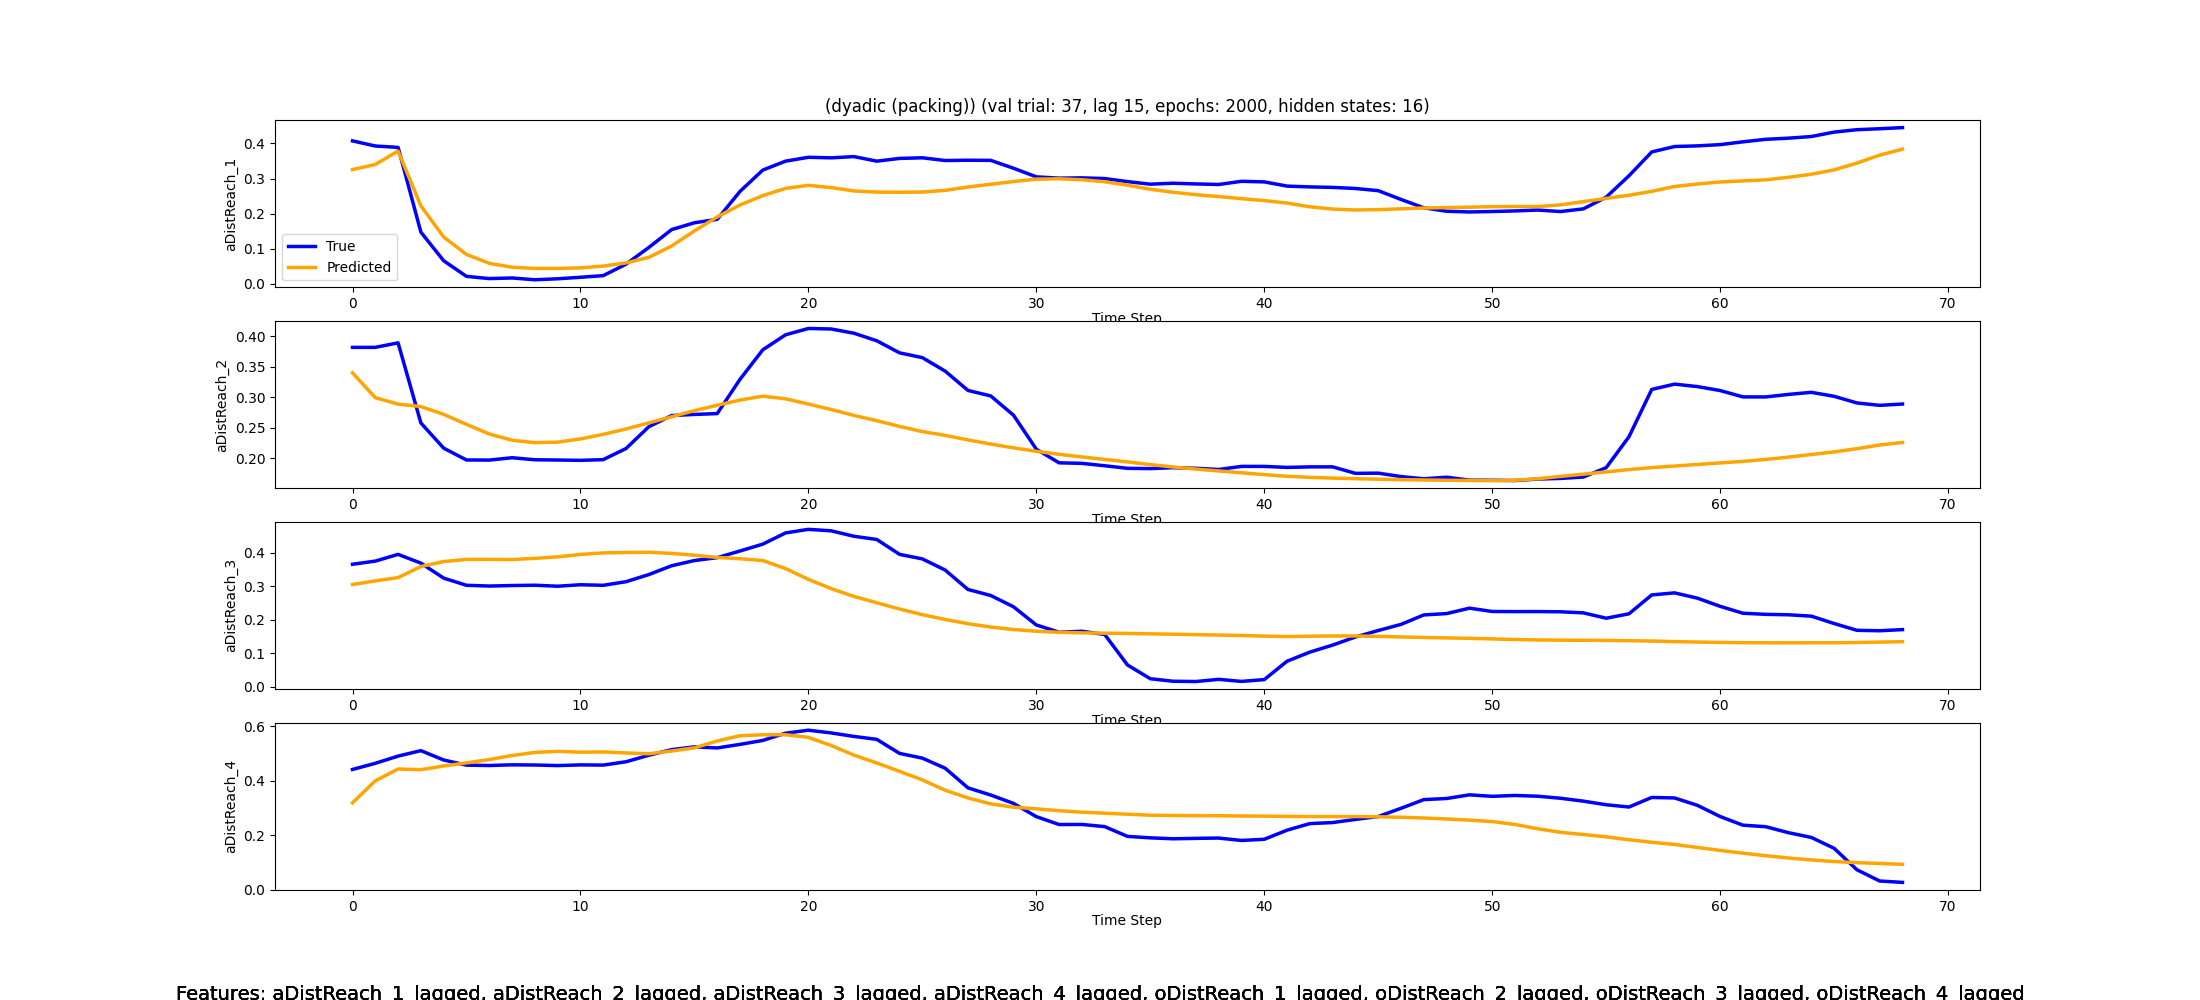 (dyadic (packing)) (val trial: 37, lag 15, epochs: 2000, hidden states: 16)
aDistReach_1
0.4
0.3
0.2
0.1
0.0
True
Predicted
0 10 20 30 40 50 60 70
Time Step
aDistReach_2
0.40
0.35
0.30
0.25
0.20
0 10 20 30 40 50 60 70
Time Step
aDistReach_3
0.4
0.3
0.2
0.1
0.0
0 10 20 30 40 50 60 70
Time Step
aDistReach_4
0.6
0.4
0.2
0.0
0 10 20 30 40 50 60 70
Time Step
Features: aDistReach_1_lagged, aDistReach_2_lagged, aDistReach_3_lagged, aDistReach_4_lagged, oDistReach_1_lagged, oDistReach_2_lagged, oDistReach_3_lagged, oDistReach_4_lagged